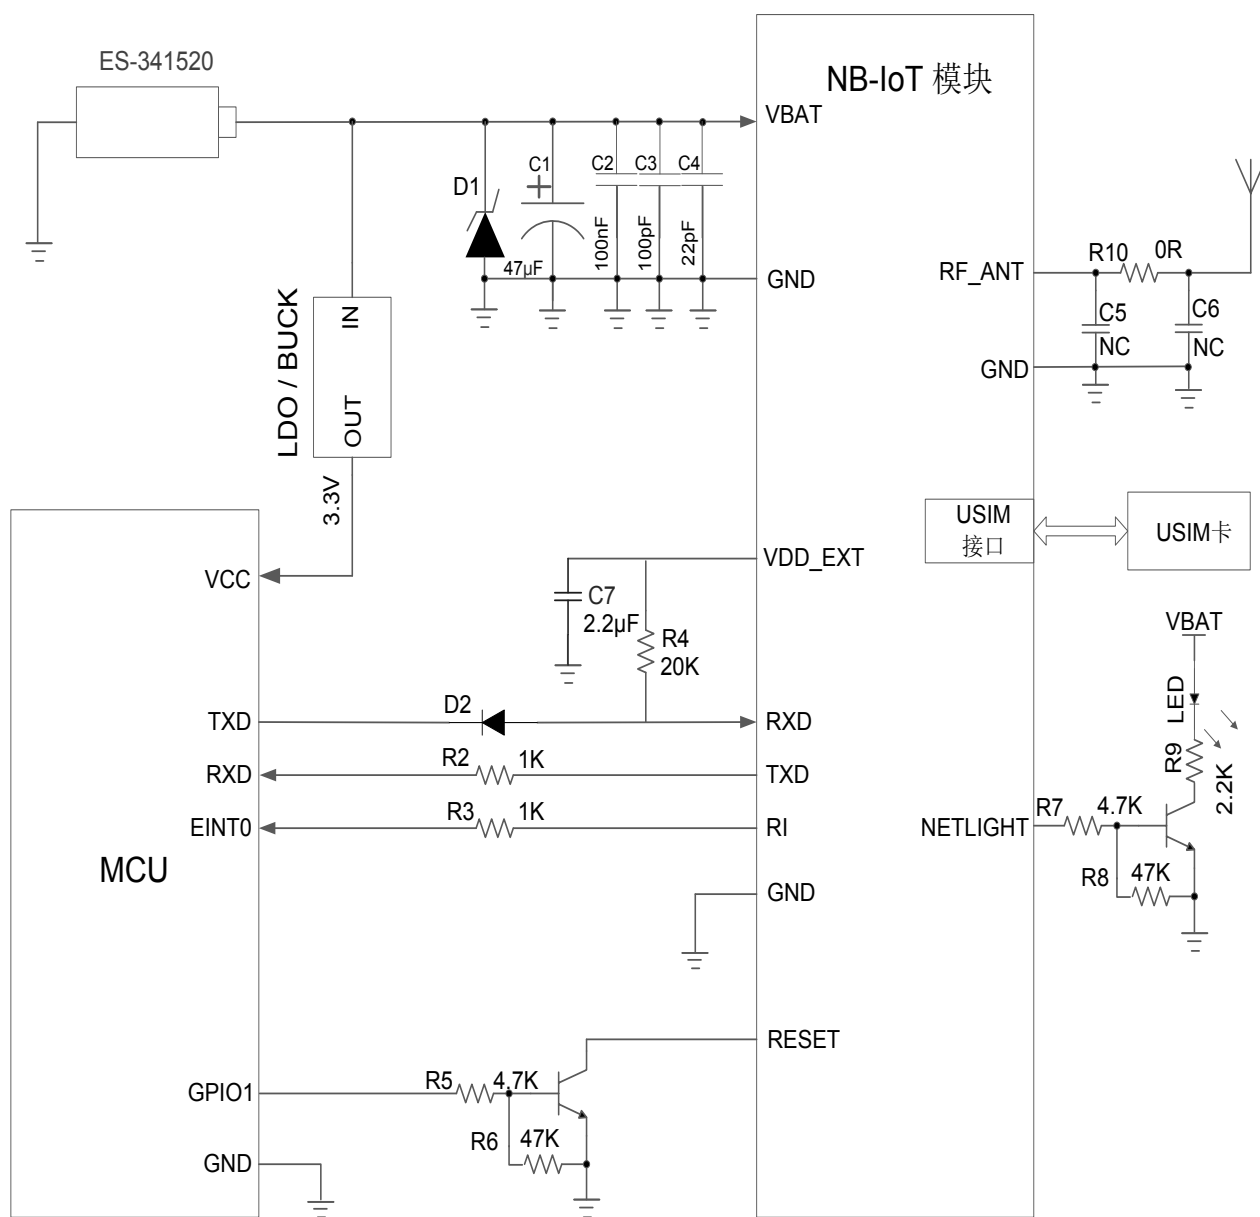 ES-341520
NB-IoT 模块
VBAT
D1
C1
C2
C3
C4
47µF
100nF
100pF
22pF
GND
RF_ANT
R10
0R
C5
NC
C6
NC
GND
LDO / BUCK
IN
OUT
3.3V
USIM
接口
USIM卡
VCC
VDD_EXT
C7
2.2µF
R4
20K
VBAT
LED
R9
2.2K
TXD
D2
RXD
RXD
R2
1K
TXD
EINT0
R3
1K
RI
NETLIGHT
R7
4.7K
R8
47K
MCU
GND
RESET
GPIO1
R5
4.7K
R6
47K
GND